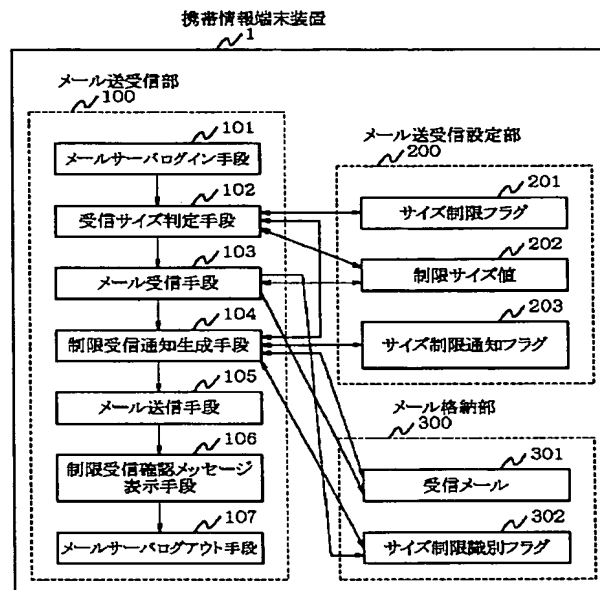 携帯情報端末装置
1
メール送受信部
100
101
メールサーバログイン手段
102
受信サイズ判定手段
103
メール受信手段
104
制限受信通知生成手段
105
メール送信手段
106
制限受信確認メッセージ
表示手段
107
メールサーバログアウト手段
メール送受信設定部
200
201
サイズ制限フラグ
202
制限サイズ値
203
サイズ制限通知フラグ
メール格納部
300
301
受信メール
302
サイズ制限識別フラグ